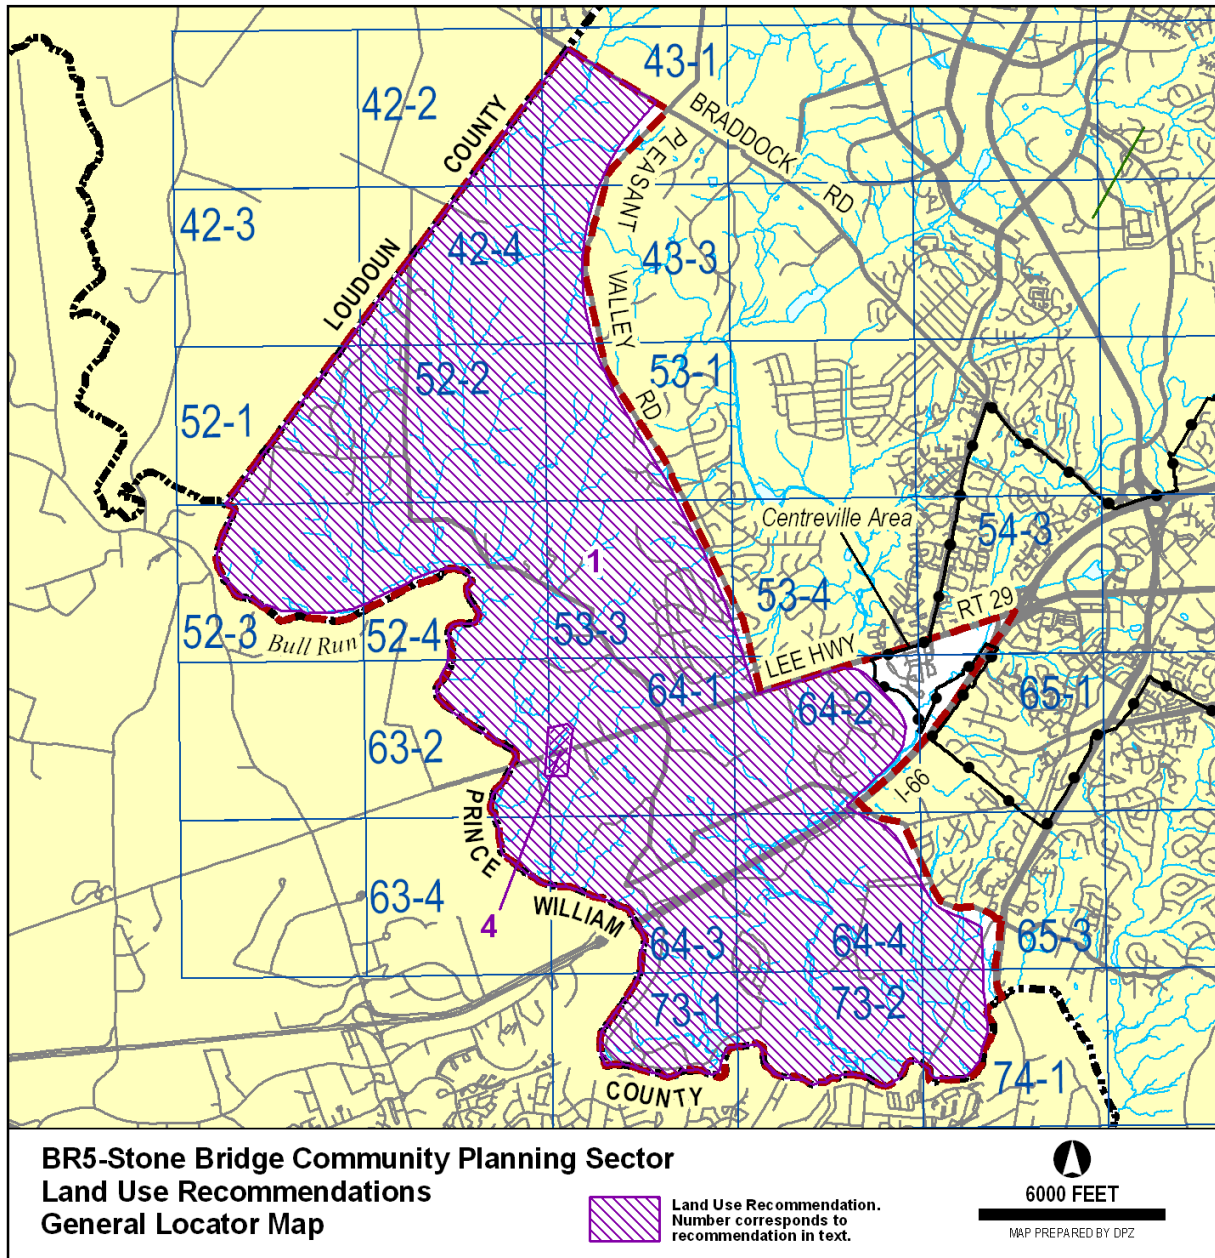 43-1
42-2
BRADDOCK RD
COUNTY
PLEASANT VALLEY RD
42-3
42-4
43-3
LOUDOUN
52-2
53-1
52-1
Centreville Area
54-3
1
53-4
RT 29
52-3
Bull Run
52-4
53-3
LEE HWY
64-1
64-2
65-1
63-2
I-66
PRINCE
63-4
4
WILLIAM
64-3
64-4
65-3
73-1
73-2
74-1
COUNTY
BR5-Stone Bridge Community Planning Sector
Land Use Recommendations
General Locator Map
Land Use Recommendation.
Number corresponds to
recommendation in text.
6000 FEET
MAP PREPARED BY DPZ